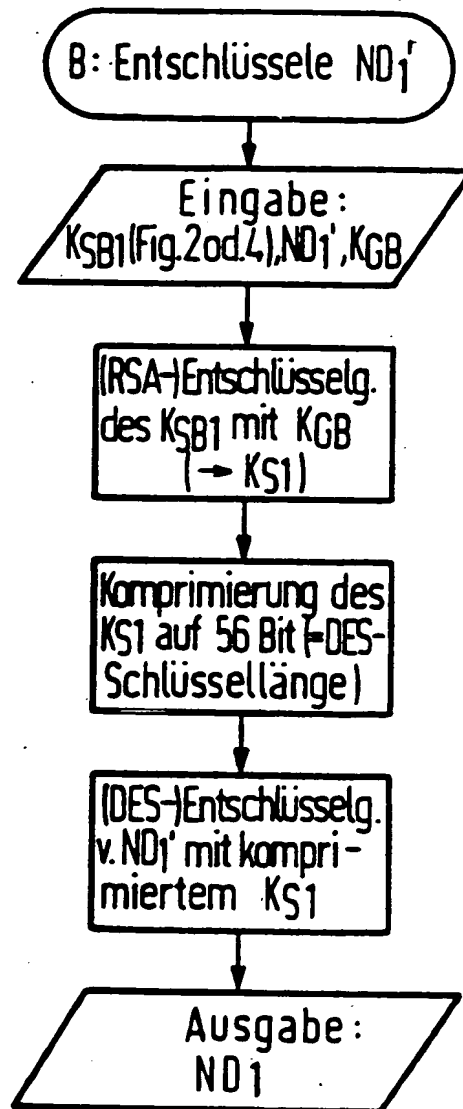 B: Entschlüssele ND1'
Eingabe:
KSB1(Fig.2od.4),ND1',KGB
(RSA-)Entschlüsselg.
des KSB1 mit KGB
(→ KS1)
Komprimierung des
KS1 auf 56 Bit (=DES-
Schlüssellänge)
(DES-)Entschlüsselg.
v. ND1' mit kompri-
miertem KS1
Ausgabe:
ND1